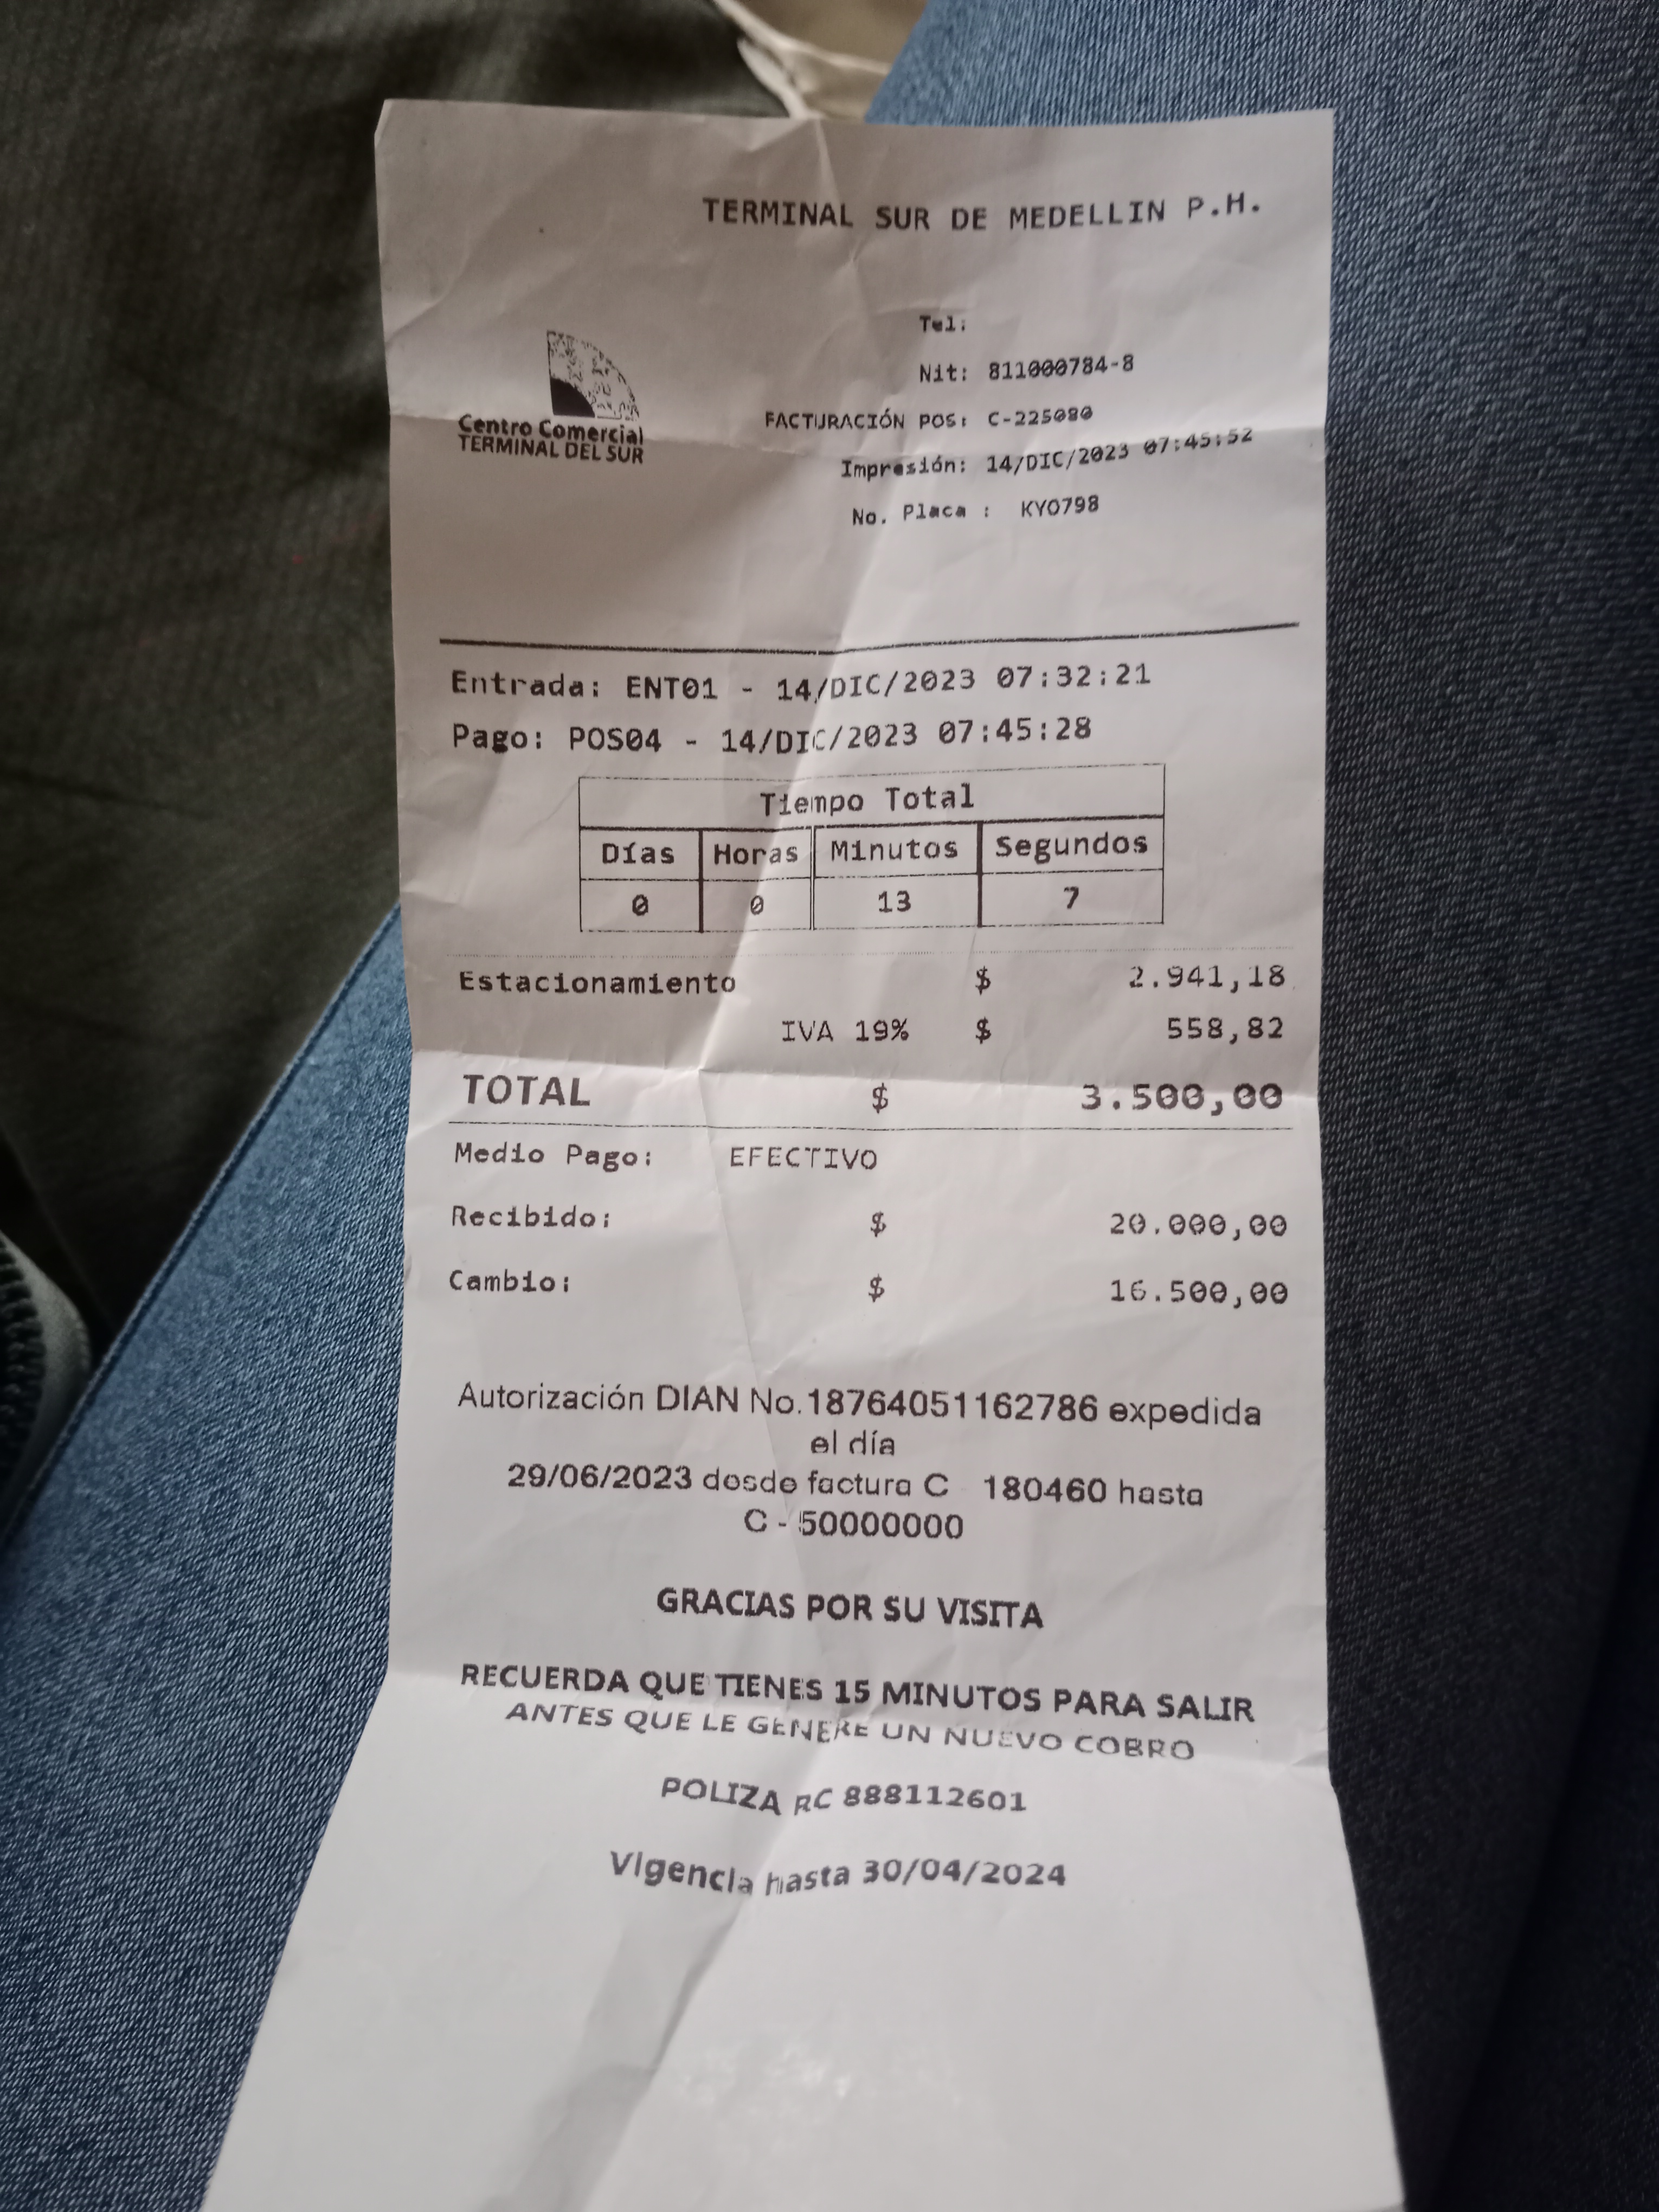 TERMINAL SUR DE MEDELLIN P.H.
Centro Comercial
TERMINAL DEL SUR
Tel:
Nit: 811000784-8
FACTURACIÓN POS: C-225080
Impresión: 14/DIC/2023 07:45:52
No. Placa : KYO798
Entrada: ENT01 - 14/DIC/2023 07:32:21
Pago: POS04 - 14/DIC/2023 07:45:28
Tiempo Total
Días Horas Minutos Segundos
0 0 13 7
Estacionamiento $ 2.941,18
IVA 19% $ 558,82
TOTAL $ 3.500,00
Medio Pago: EFECTIVO
Recibido: $ 20.000,00
Cambio: $ 16.500,00
Autorización DIAN No.18764051162786 expedida
el día
29/06/2023 desde factura C 180460 hasta
C - 50000000
GRACIAS POR SU VISITA
RECUERDA QUE TIENES 15 MINUTOS PARA SALIR
ANTES QUE LE GENERE UN NUEVO COBRO
POLIZA RC 888112601
Vigencia hasta 30/04/2024